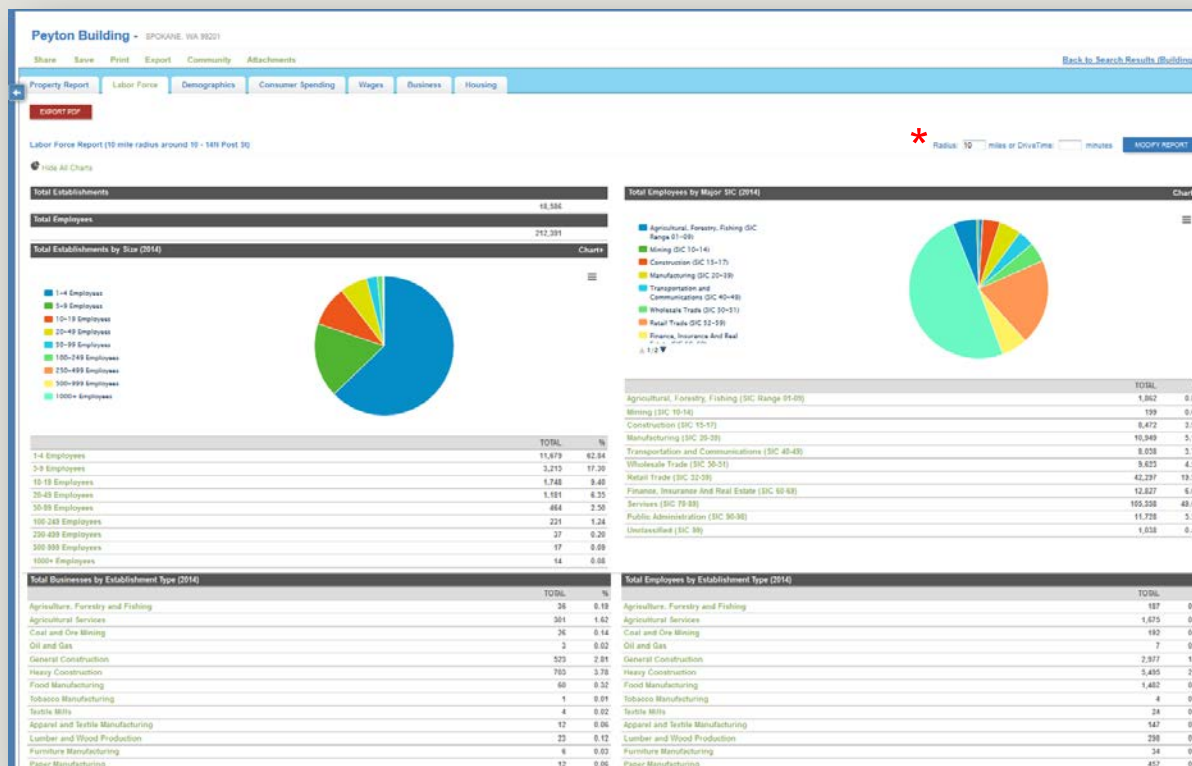 Peyton Building - SPOKANE, WA 99201
Share Save Print Export Community Attachments
Back to Search Results (Building
Property Report Labor Force Demographics Consumer Spending Wages Business Housing
EXPORT PDF
Labor Force Report (10 mile radius around 10 - 14N Post St)
* Radius: 10 miles or DriveTime: minutes MODIFY REPORT
Hide All Charts
Total Establishments
18,586
Total Employees
212,391
Total Establishments by Size (2014) Charts
1-4 Employees
5-9 Employees
10-19 Employees
20-49 Employees
50-99 Employees
100-249 Employees
250-499 Employees
500-999 Employees
1000+ Employees
TOTAL %
1-4 Employees 11,679 62.84
5-9 Employees 3,215 17.30
10-19 Employees 1,748 9.40
20-49 Employees 1,181 6.35
50-99 Employees 464 2.50
100-249 Employees 231 1.24
250-499 Employees 37 0.20
500-999 Employees 17 0.09
1000+ Employees 14 0.08
Total Employees by Major SIC (2014) Chart
Agricultural, Forestry, Fishing (SIC
Range 01-09)
Mining (SIC 10-14)
Construction (SIC 15-17)
Manufacturing (SIC 20-39)
Transportation and
Communications (SIC 40-49)
Wholesale Trade (SIC 50-51)
Retail Trade (SIC 52-59)
Finance, Insurance And Real
1/2
TOTAL
Agricultural, Forestry, Fishing (SIC Range 01-09) 1,862
Mining (SIC 10-14) 199
Construction (SIC 15-17) 8,472
Manufacturing (SIC 20-39) 10,949
Transportation and Communications (SIC 40-49) 8,038
Wholesale Trade (SIC 50-51) 9,623
Retail Trade (SIC 52-59) 42,297
Finance, Insurance And Real Estate (SIC 60-69) 12,827
Services (SIC 70-89) 105,358
Public Administration (SIC 90-98) 11,728
Unclassified (SIC 99) 1,038
Total Businesses by Establishment Type (2014)
TOTAL %
Agriculture, Forestry and Fishing 36 0.19
Agricultural Services 301 1.62
Coal and Ore Mining 26 0.14
Oil and Gas 3 0.02
General Construction 523 2.81
Heavy Construction 703 3.78
Food Manufacturing 60 0.32
Tobacco Manufacturing 1 0.01
Textile Mills 4 0.02
Apparel and Textile Manufacturing 12 0.06
Lumber and Wood Production 23 0.12
Furniture Manufacturing 6 0.03
Paper Manufacturing 12 0.06
Total Employees by Establishment Type (2014)
TOTAL
Agriculture, Forestry and Fishing 187
Agricultural Services 1,675
Coal and Ore Mining 192
Oil and Gas 7
General Construction 2,977
Heavy Construction 5,495
Food Manufacturing 1,482
Tobacco Manufacturing 4
Textile Mills 24
Apparel and Textile Manufacturing 147
Lumber and Wood Production 298
Furniture Manufacturing 34
Paper Manufacturing 452